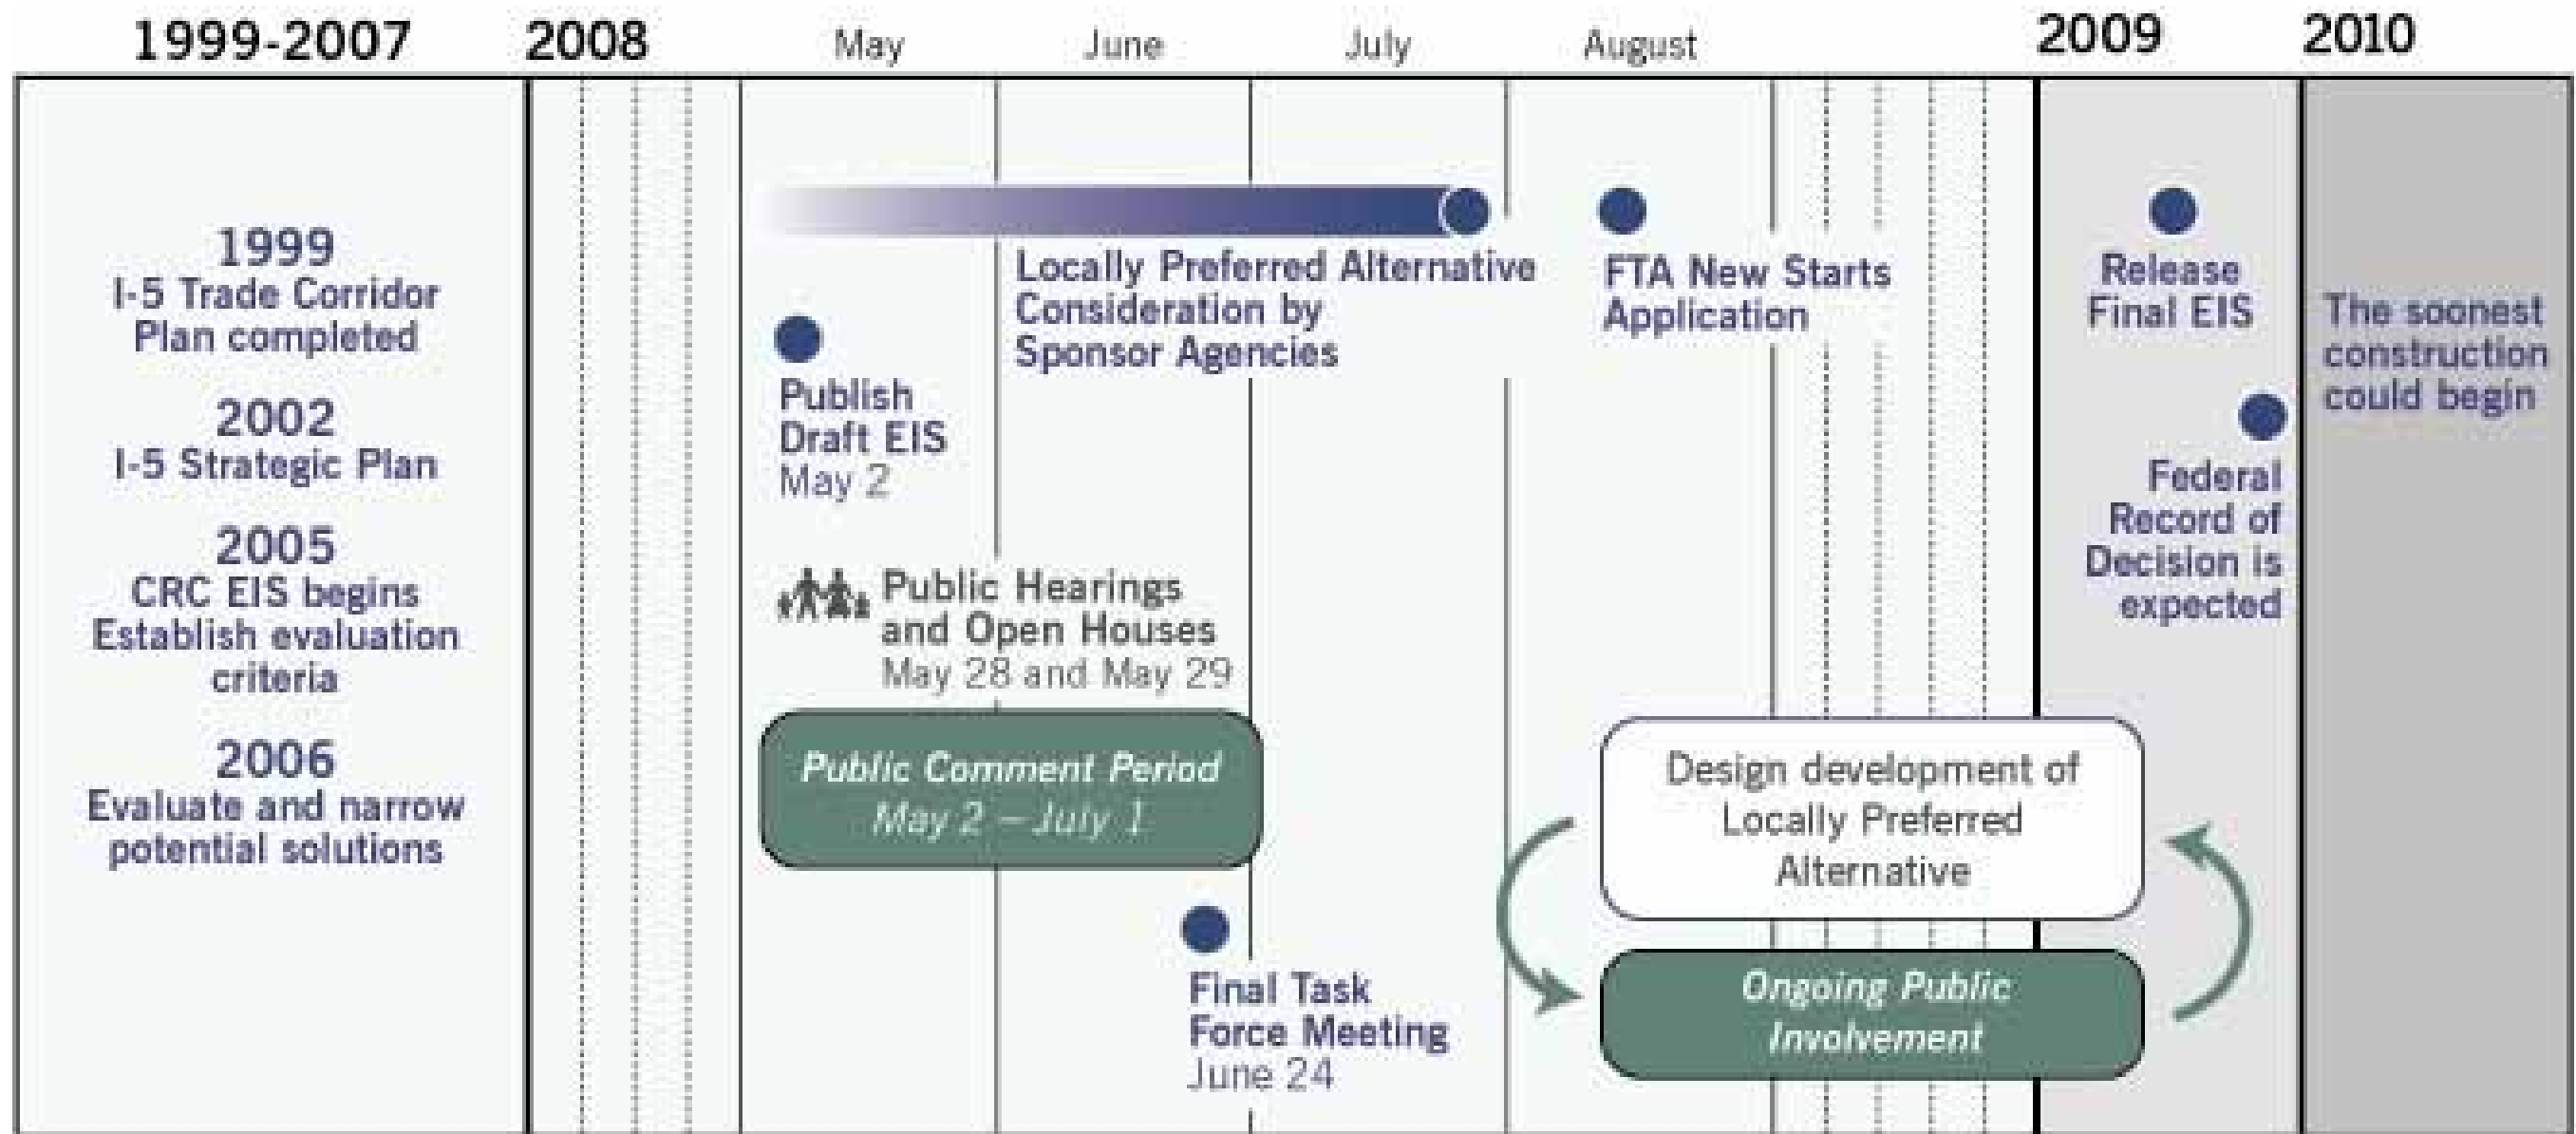 1999-2007
2008
May
June
July
August
2009
2010
1999
I-5 Trade Corridor
Plan completed
2002
I-5 Strategic Plan
2005
CRC EIS begins
Establish evaluation
criteria
2006
Evaluate and narrow
potential solutions
Locally Preferred Alternative
Consideration by
Sponsor Agencies
Publish
Draft EIS
May 2
Public Hearings
and Open Houses
May 28 and May 29
Public Comment Period
May 2 – July 1
Final Task
Force Meeting
June 24
FTA New Starts
Application
Design development of
Locally Preferred
Alternative
Ongoing Public
Involvement
Release
Final EIS
Federal
Record of
Decision is
expected
The soonest
construction
could begin